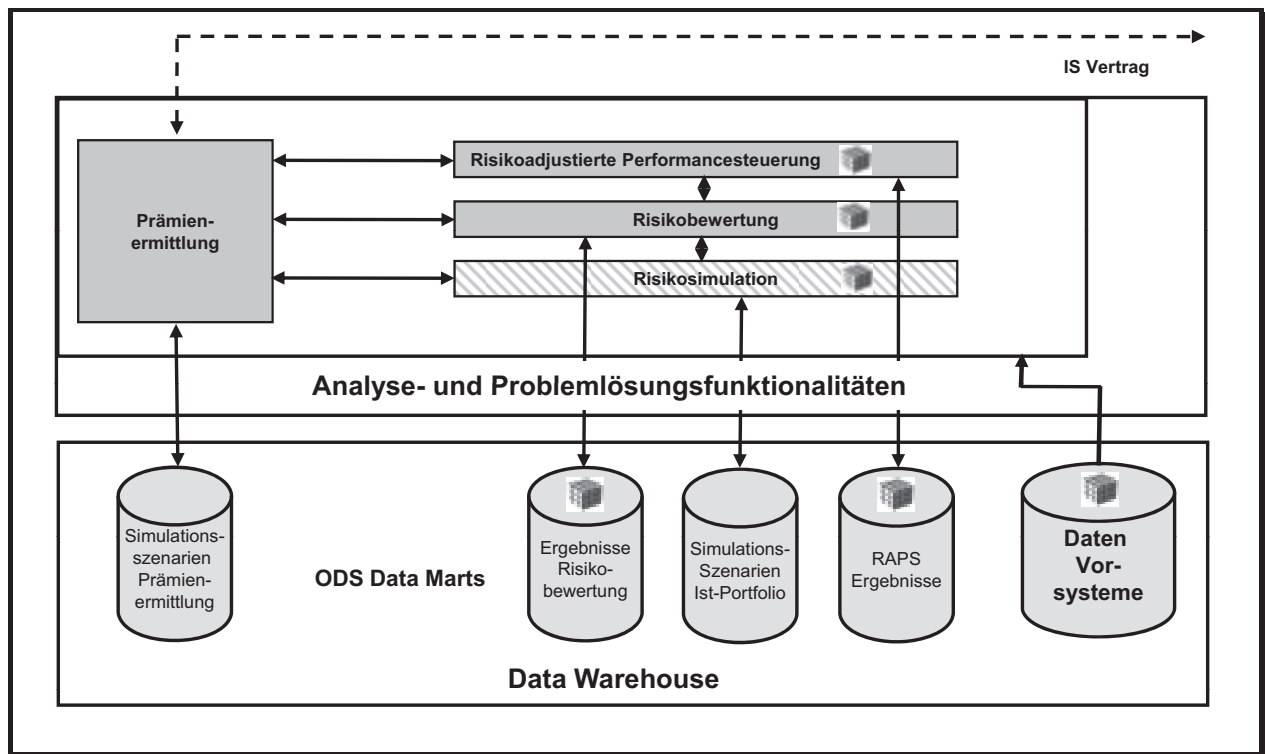 IS Vertrag
Prämien-
ermittlung
Risikoadjustierte Performancesteuerung
Risikobewertung
Risikosimulation
Analyse- und Problemlösungsfunktionalitäten
Simulations-
szenarien
Prämien-
ermittlung
ODS Data Marts
Ergebnisse
Risiko-
bewertung
Simulations-
Szenarien
Ist-Portfolio
RAPS
Ergebnisse
Daten
Vor-
systeme
Data Warehouse